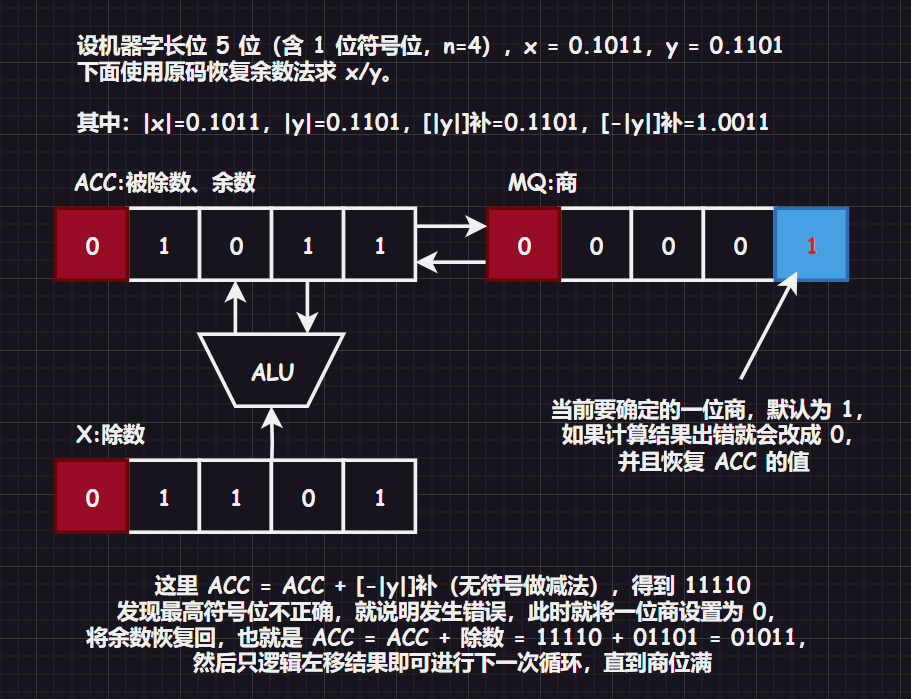 设机器字长位 5 位（含 1 位符号位，n=4），x = 0.1011，y = 0.1101
下面使用原码恢复余数法求 x/y。
其中：|x|=0.1011，|y|=0.1101，[|y|]补=0.1101，[-|y|]补=1.0011
ACC:被除数、余数
MQ:商
0 1 0 1 1
0 0 0 0 1
ALU
当前要确定的一位商，默认为 1，
如果计算结果出错就会改成 0，
并且恢复 ACC 的值
X:除数
0 1 1 0 1
这里 ACC = ACC + [-|y|]补（无符号做减法），得到 11110
发现最高符号位不正确，就说明发生错误，此时就将一位商设置为 0，
将余数恢复回，也就是 ACC = ACC + 除数 = 11110 + 01101 = 01011，
然后只逻辑左移结果即可进行下一次循环，直到商位满